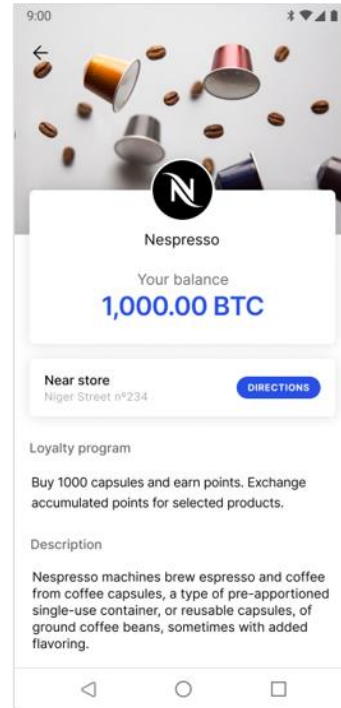 9:00
N
Nespresso
Your balance
1,000.00 BTC
Near store
Niger Street nº234
DIRECTIONS
Loyalty program
Buy 1000 capsules and earn points. Exchange
accumulated points for selected products.
Description
Nespresso machines brew espresso and coffee
from coffee capsules, a type of pre-apportioned
single-use container, or reusable capsules, of
ground coffee beans, sometimes with added
flavoring.